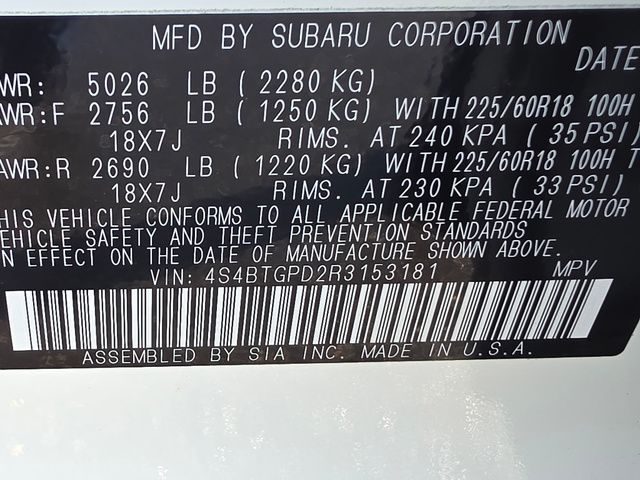 MFD BY SUBARU CORPORATION
DATE
WR: 5026 LB ( 2280 KG)
AWR:F 2756 LB ( 1250 KG) WITH 225/60R18 100H
18X7J RIMS. AT 240 KPA ( 35 PSI)
AWR:R 2690 LB ( 1220 KG) WITH 225/60R18 100H T
18X7J RIMS. AT 230 KPA ( 33 PSI)
HIS VEHICLE CONFORMS TO ALL APPLICABLE FEDERAL MOTOR
VEHICLE SAFETY AND THEFT PREVENTION STANDARDS
N EFFECT ON THE DATE OF MANUFACTURE SHOWN ABOVE.
VIN: 4S4BTGPD2R3153181 MPV
ASSEMBLED BY SIA INC. MADE IN U.S.A.